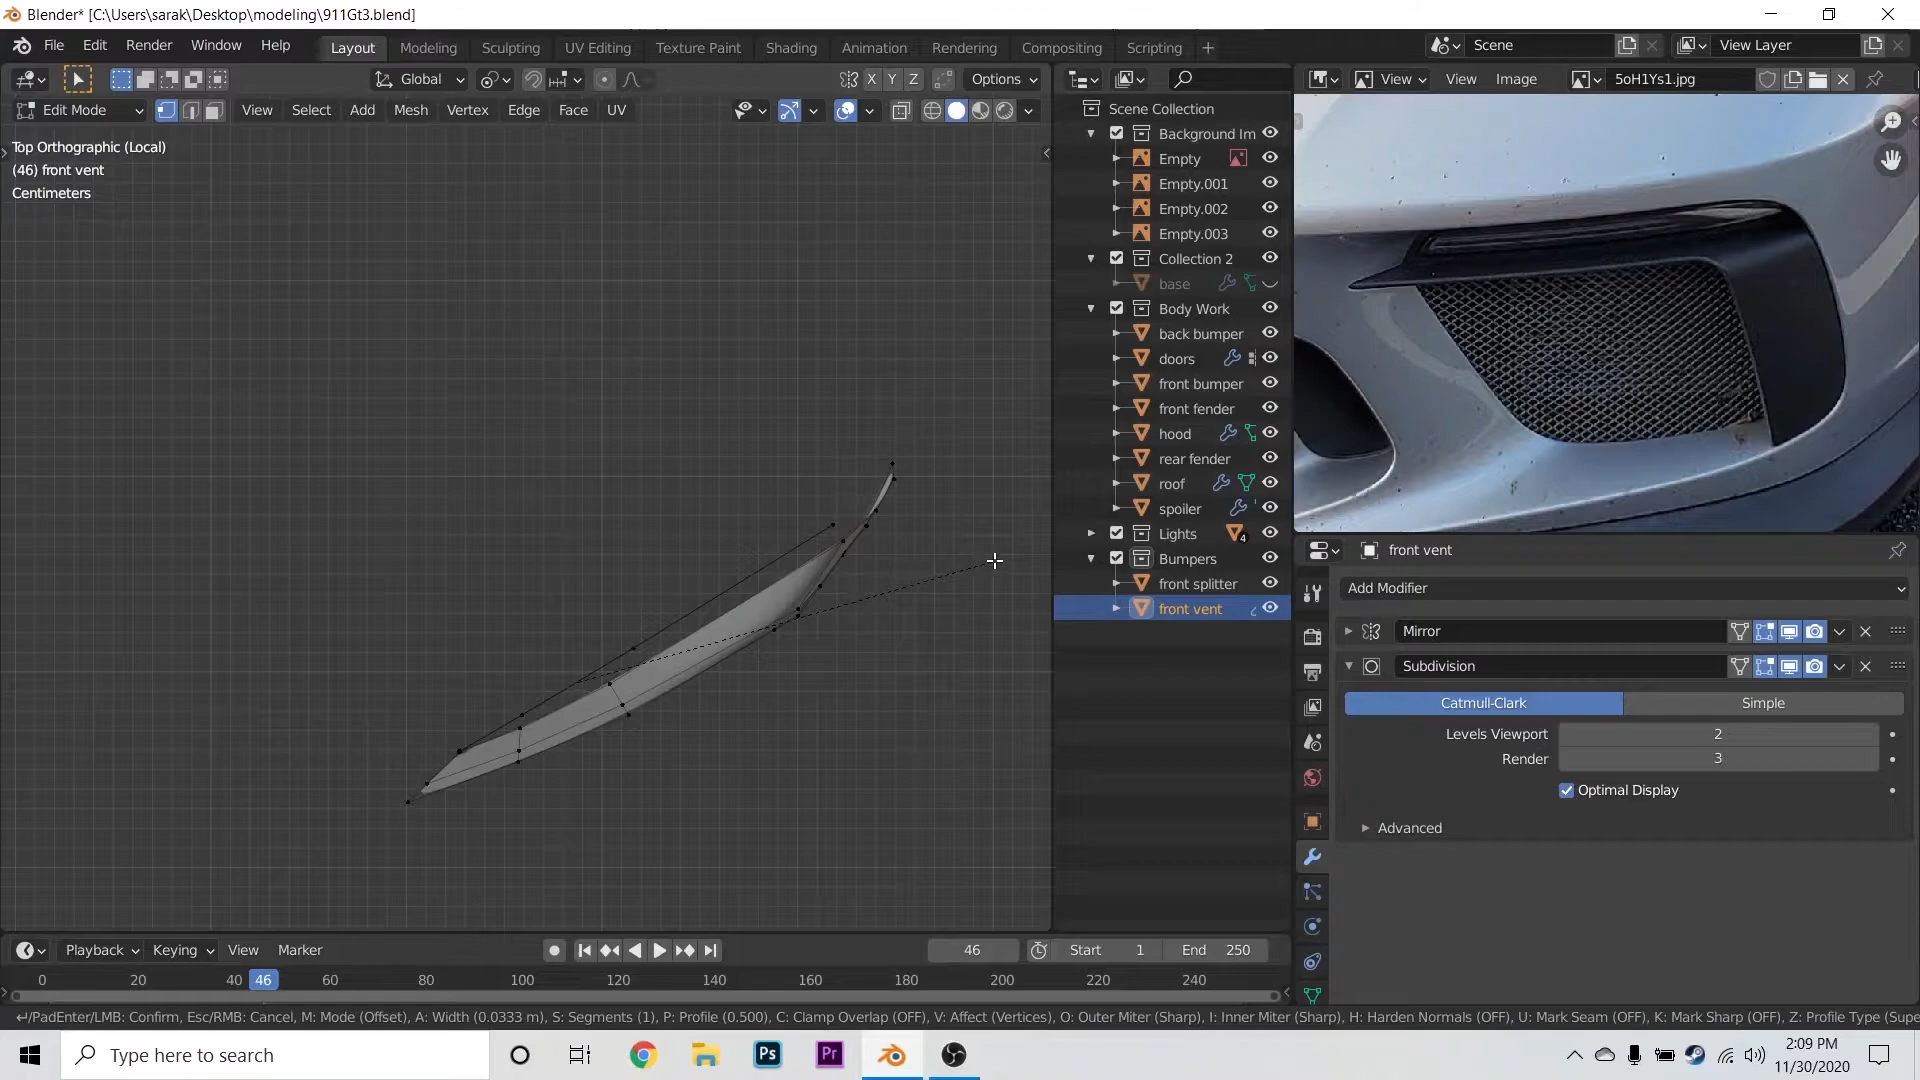 Blender* [C:\Users\sarak\Desktop\modeling\911Gt3.blend]
File Edit Render Window Help Layout Modeling Sculpting UV Editing Texture Paint Shading Animation Rendering Compositing Scripting + Scene View Layer
Global X Y Z Options View View Image 5oH1Ys1.jpg
Edit Mode View Select Add Mesh Vertex Edge Face UV
Top Orthographic (Local)
(46) front vent
Centimeters
Scene Collection
Background Im
Empty
Empty.001
Empty.002
Empty.003
Collection 2
base
Body Work
back bumper
doors
front bumper
front fender
hood
rear fender
roof
spoiler
Lights 4
Bumpers
front splitter
front vent
front vent
Add Modifier
Mirror
Subdivision
Catmull-Clark Simple
Levels Viewport 2
Render 3
Optimal Display
Advanced
Playback Keying View Marker 46 Start 1 End 250
0 20 40 46 60 80 100 120 140 160 180 200 220 240
↵/PadEnter/LMB: Confirm, Esc/RMB: Cancel, M: Mode (Offset), A: Width (0.0333 m), S: Segments (1), P: Profile (0.500), C: Clamp Overlap (OFF), V: Affect (Vertices), O: Outer Miter (Sharp), I: Inner Miter (Sharp), H: Harden Normals (OFF), U: Mark Seam (OFF), K: Mark Sharp (OFF), Z: Profile Type (Supe
Type here to search Ps Pr
2:09 PM
11/30/2020